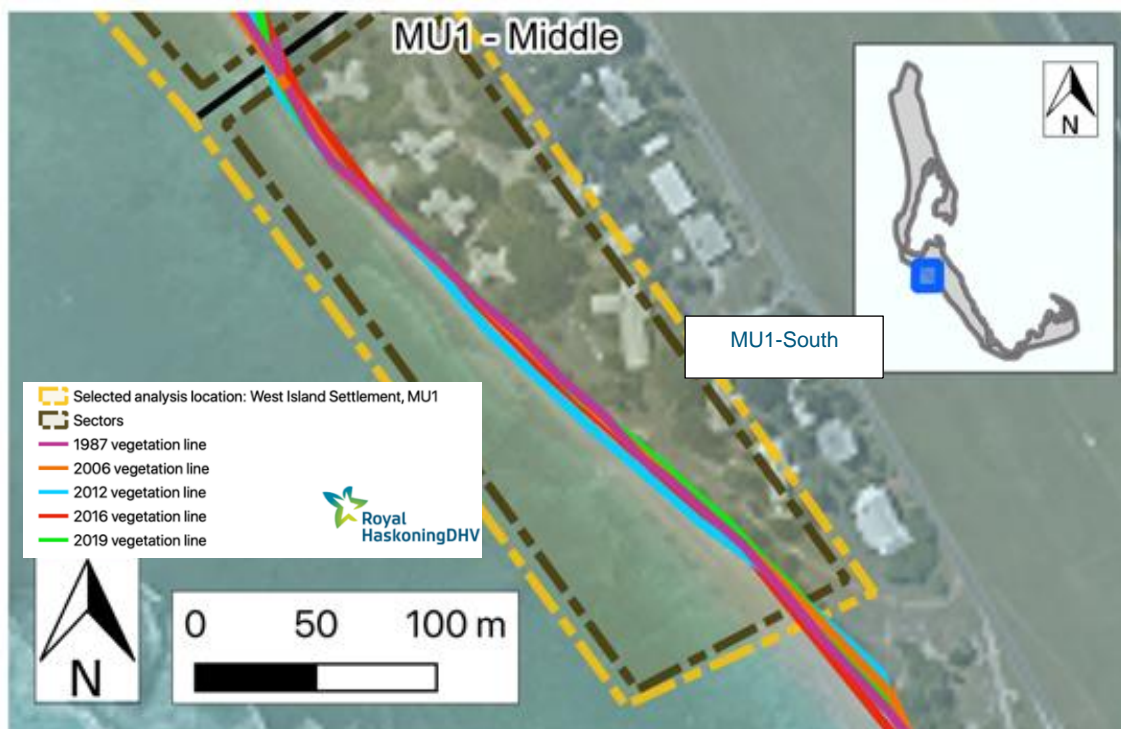 MU1 - Middle
N
MU1-South
Selected analysis location: West Island Settlement, MU1
Sectors
1987 vegetation line
2006 vegetation line
2012 vegetation line
2016 vegetation line
2019 vegetation line
Royal
HaskoningDHV
N
0 50 100 m